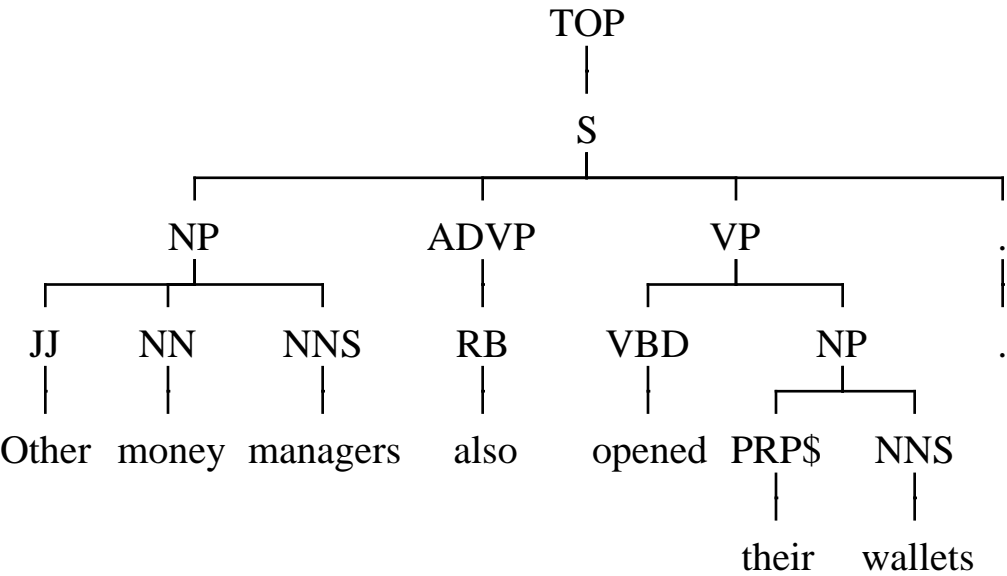 TOP
S
NP ADVP VP .
JJ NN NNS RB VBD NP .
Other money managers also opened PRP$ NNS
their wallets